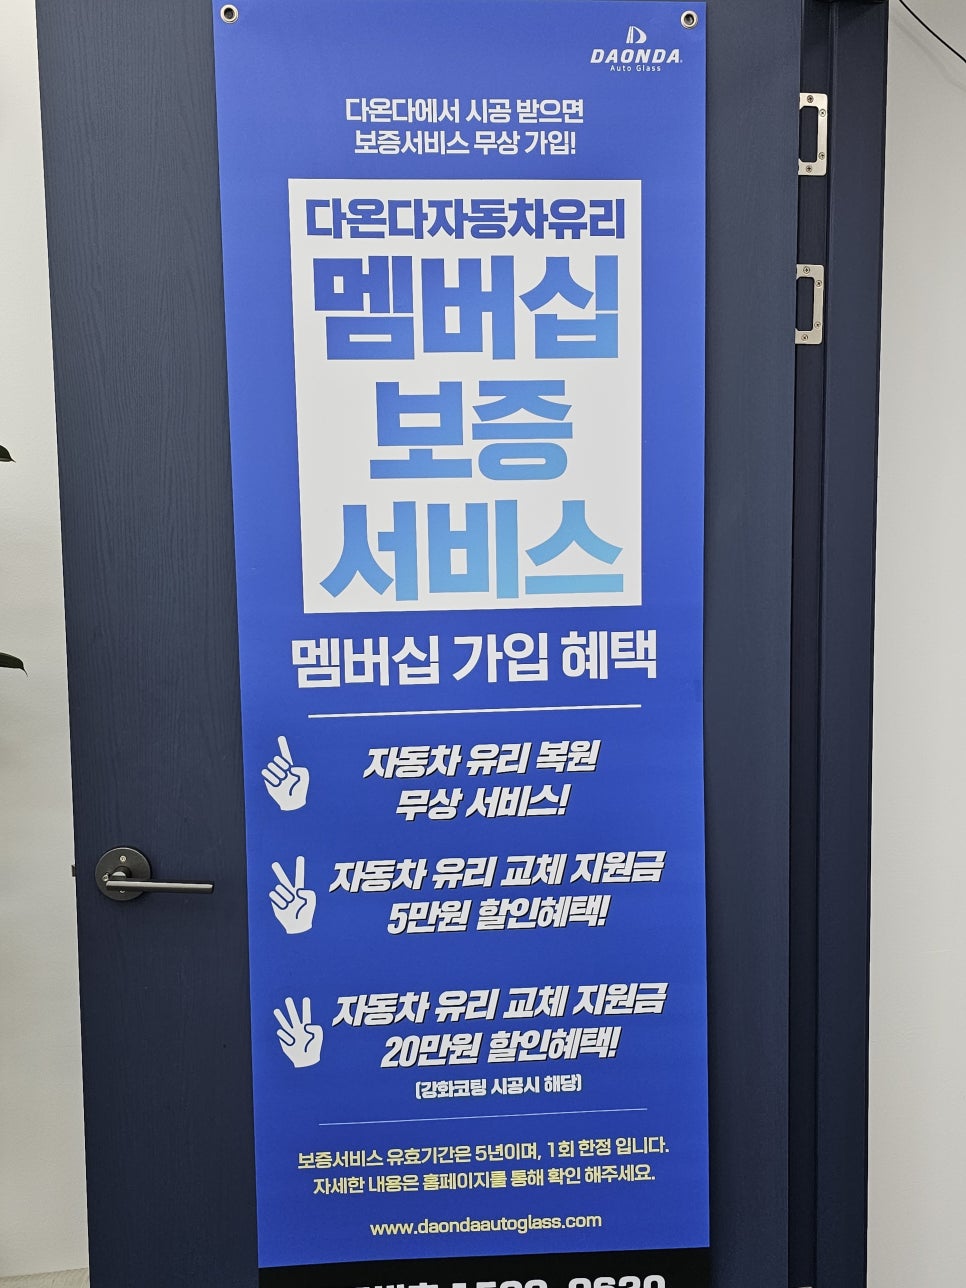 DAONDA
Auto Glass
다온다에서 시공 받으면
보증서비스 무상 가입!
다온다자동차유리
멤버십
보증
서비스
멤버십 가입 혜택
자동차 유리 복원
무상 서비스!
자동차 유리 교체 지원금
5만원 할인혜택!
자동차 유리 교체 지원금
20만원 할인혜택!
(강화코팅 시공시 해당)
보증서비스 유효기간은 5년이며, 1회 한정 입니다.
자세한 내용은 홈페이지를 통해 확인 해주세요.
www.daondaautoglass.com